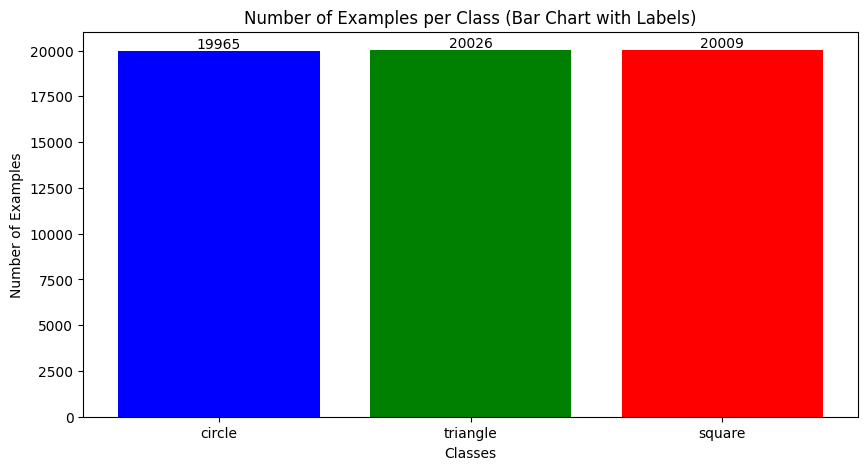 Number of Examples per Class (Bar Chart with Labels)
19965
20026
20009
20000
17500
15000
12500
10000
7500
5000
2500
0
Number of Examples
circle
triangle
square
Classes